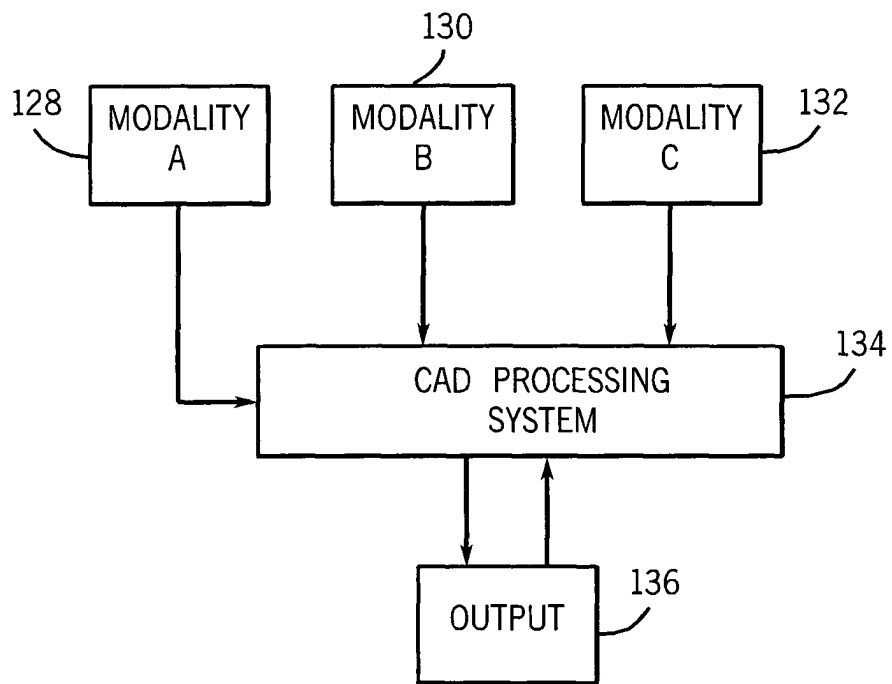 130
128
MODALITY
A
MODALITY
B
MODALITY
C
132
CAD PROCESSING
SYSTEM
134
OUTPUT
136